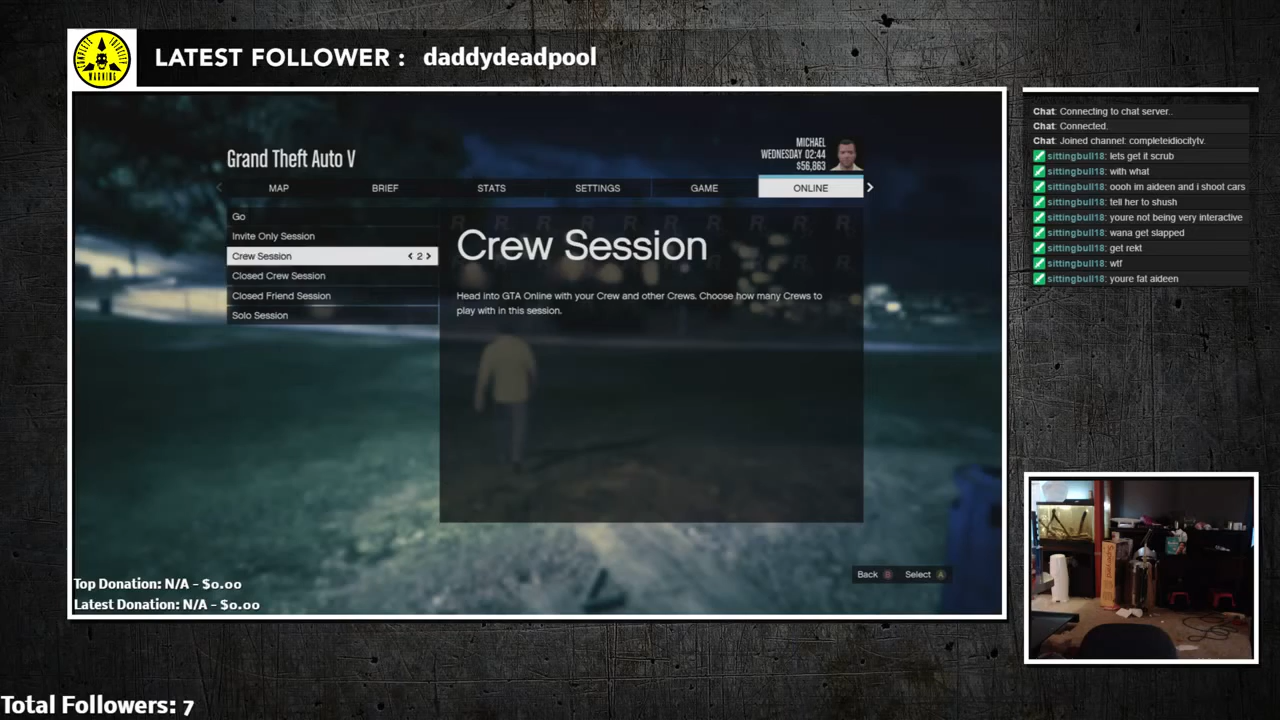 LATEST FOLLOWER : daddydeadpool
Grand Theft Auto V
MICHAEL
WEDNESDAY 02:44
$56,863
MAP BRIEF STATS SETTINGS GAME ONLINE
Go
Invite Only Session
Crew Session < 2 >
Closed Crew Session
Closed Friend Session
Solo Session
Crew Session
Head into GTA Online with your Crew and other Crews. Choose how many Crews to
play with in this session.
Back B Select A
Top Donation: N/A - $0.00
Latest Donation: N/A - $0.00
Total Followers: 7
Chat: Connecting to chat server..
Chat: Connected.
Chat: Joined channel: completeidiocitytv.
sittingbull18: lets get it scrub
sittingbull18: with what
sittingbull18: oooh im aideen and i shoot cars
sittingbull18: tell her to shush
sittingbull18: youre not being very interactive
sittingbull18: wana get slapped
sittingbull18: get rekt
sittingbull18: wtf
sittingbull18: youre fat aideen